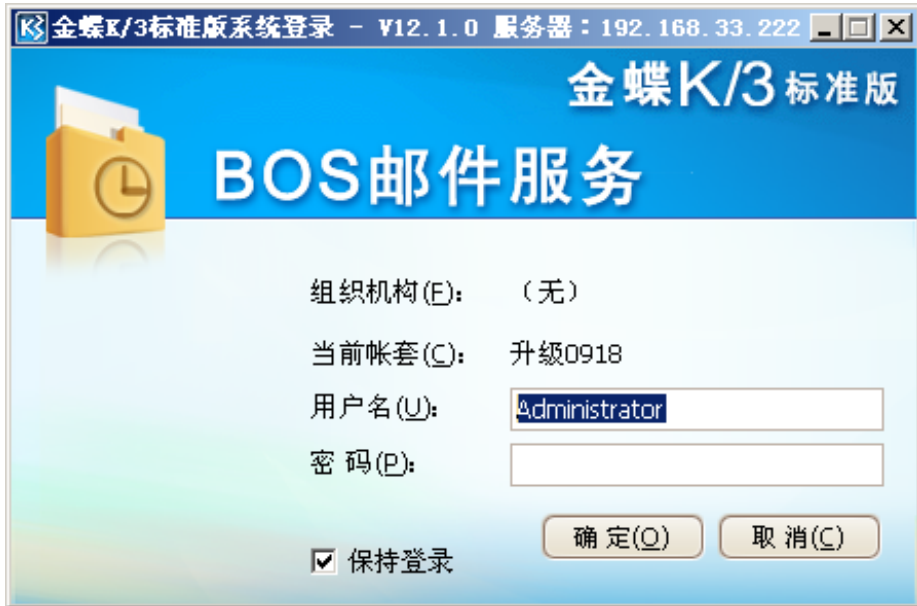 金蝶K/3标准版系统登录 - V12.1.0 服务器：192.168.33.222
金蝶K/3标准版
BOS邮件服务
组织机构(F): （无）
当前帐套(C): 升级0918
用户名(U): Administrator
密 码(P):
确 定(O) 取 消(C)
保持登录